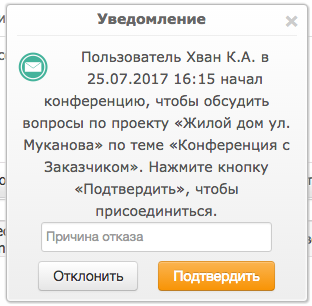 Уведомление
Пользователь Хван К.А. в
25.07.2017 16:15 начал
конференцию, чтобы обсудить
вопросы по проекту «Жилой дом ул.
Муканова» по теме «Конференция с
Заказчиком». Нажмите кнопку
«Подтвердить», чтобы
присоединиться.
Причина отказа
Отклонить
Подтвердить